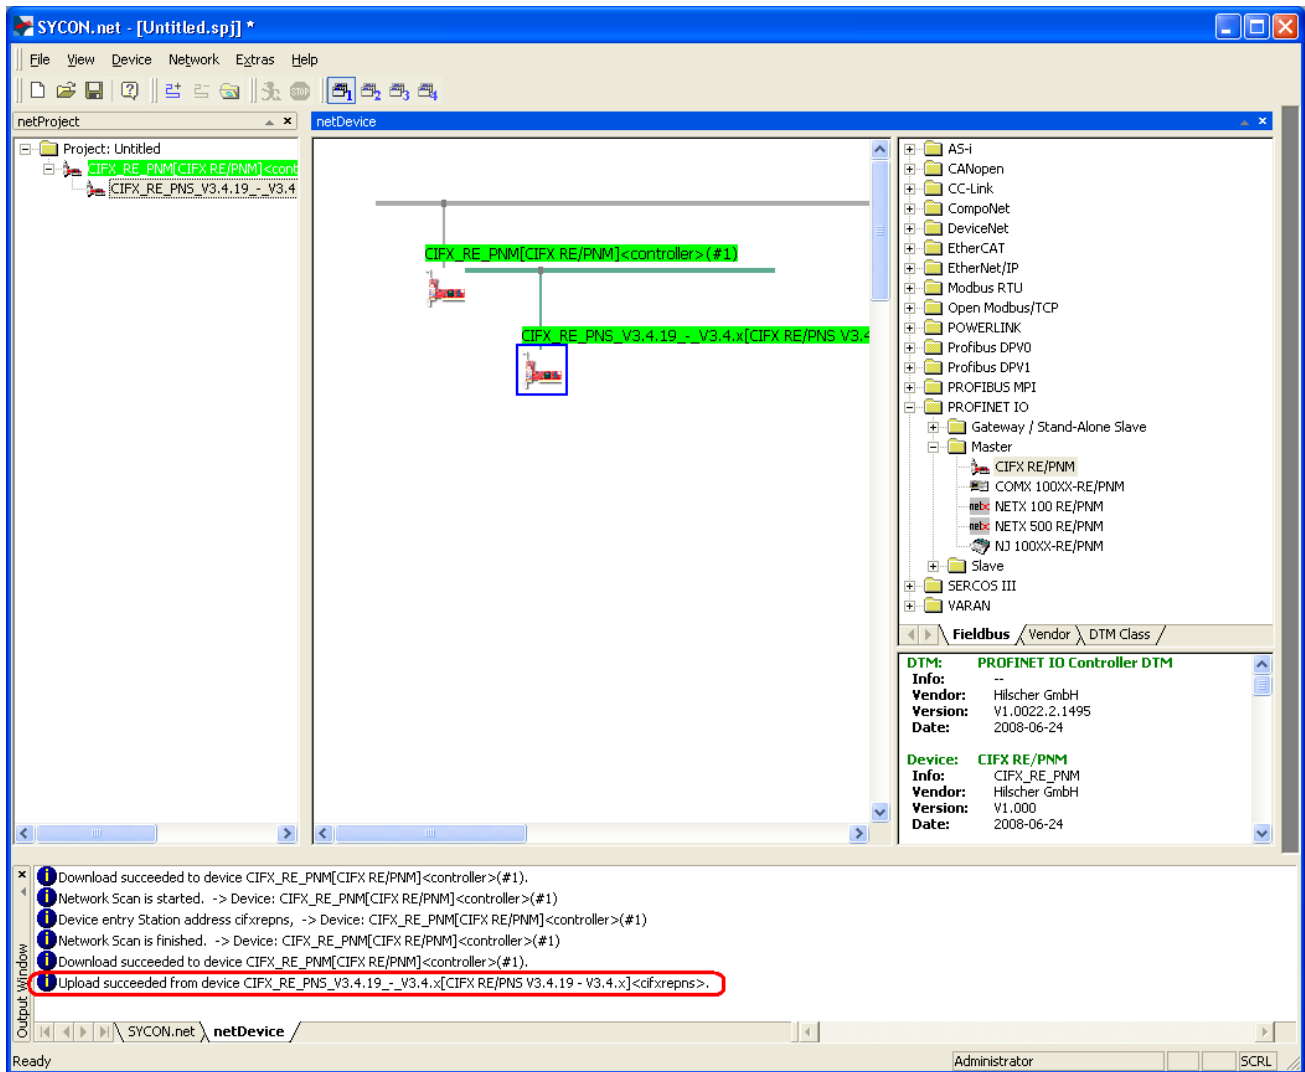 SYCON.net - [Untitled.spj] *
File View Device Network Extras Help
netProject
Project: Untitled
CIFX_RE_PNM[CIFX RE/PNM]<cont
CIFX_RE_PNS_V3.4.19_-_V3.4
netDevice
CIFX_RE_PNM[CIFX RE/PNM]<controller>(#1)
CIFX_RE_PNS_V3.4.19_-_V3.4.x[CIFX RE/PNS V3.4
AS-i
CANopen
CC-Link
CompoNet
DeviceNet
EtherCAT
EtherNet/IP
Modbus RTU
Open Modbus/TCP
POWERLINK
Profibus DPV0
Profibus DPV1
PROFIBUS MPI
PROFINET IO
Gateway / Stand-Alone Slave
Master
CIFX RE/PNM
COMX 100XX-RE/PNM
netx NETX 100 RE/PNM
netx NETX 500 RE/PNM
NJ 100XX-RE/PNM
Slave
SERCOS III
VARAN
Fieldbus Vendor DTM Class
DTM: PROFINET IO Controller DTM
Info: --
Vendor: Hilscher GmbH
Version: V1.0022.2.1495
Date: 2008-06-24
Device: CIFX RE/PNM
Info: CIFX_RE_PNM
Vendor: Hilscher GmbH
Version: V1.000
Date: 2008-06-24
Output Window
Download succeeded to device CIFX_RE_PNM[CIFX RE/PNM]<controller>(#1).
Network Scan is started. -> Device: CIFX_RE_PNM[CIFX RE/PNM]<controller>(#1)
Device entry Station address cifxrepns, -> Device: CIFX_RE_PNM[CIFX RE/PNM]<controller>(#1)
Network Scan is finished. -> Device: CIFX_RE_PNM[CIFX RE/PNM]<controller>(#1)
Download succeeded to device CIFX_RE_PNM[CIFX RE/PNM]<controller>(#1).
Upload succeeded from device CIFX_RE_PNS_V3.4.19_-_V3.4.x[CIFX RE/PNS V3.4.19 - V3.4.x]<cifxrepns>.
SYCON.net netDevice
Ready
Administrator
SCRL